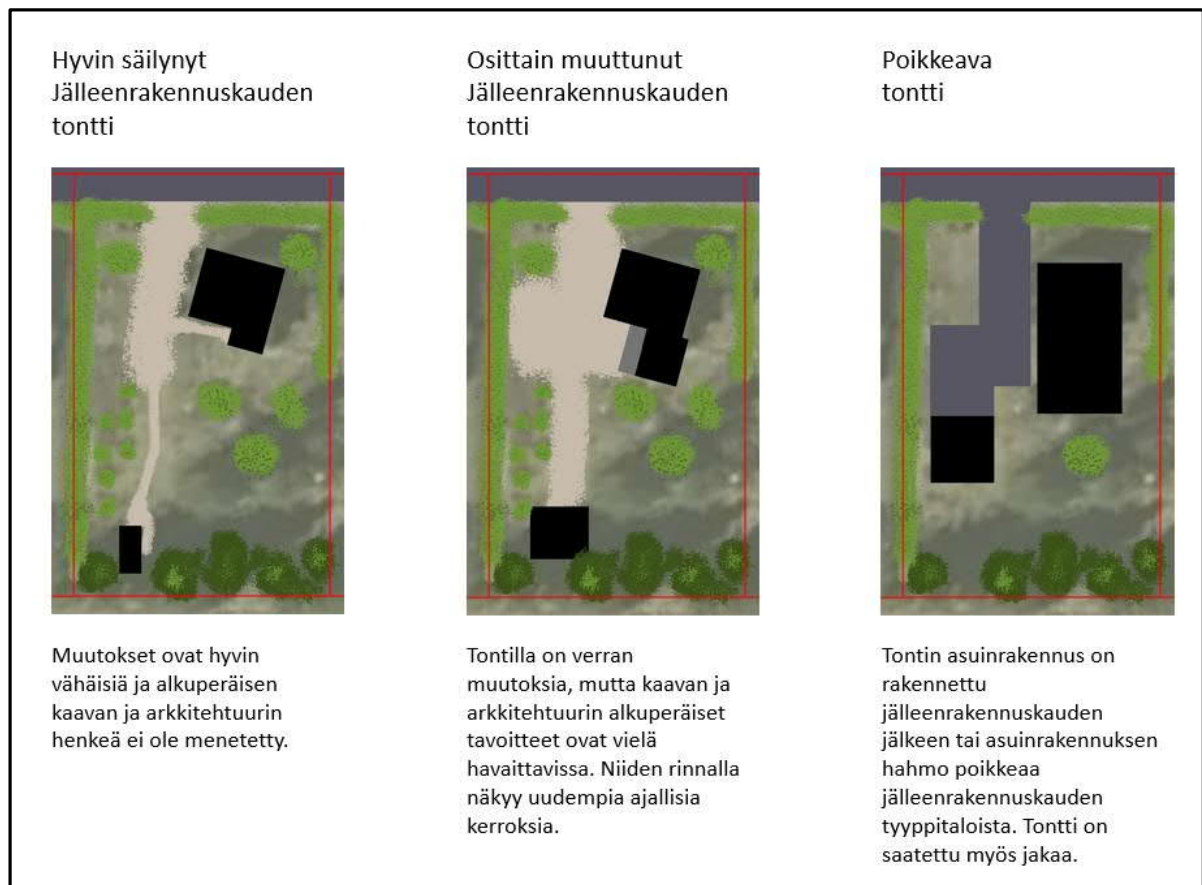 Hyvin säilynyt
Jälleenrakennuskauden
tontti
Muutokset ovat hyvin
vähäisiä ja alkuperäisen
kaavan ja arkkitehtuurin
henkeä ei ole menetetty.
Osittain muuttunut
Jälleenrakennuskauden
tontti
Tontilla on verran
muutoksia, mutta kaavan ja
arkkitehtuurin alkuperäiset
tavoitteet ovat vielä
havaittavissa. Niiden rinnalla
näkyy uudempia ajallisia
kerroksia.
Poikkeava
tontti
Tontin asuinrakennus on
rakennettu
jälleenrakennuskauden
jälkeen tai asuinrakennuksen
hahmo poikkeaa
jälleenrakennuskauden
tyyppitaloista. Tontti on
saatettu myös jakaa.